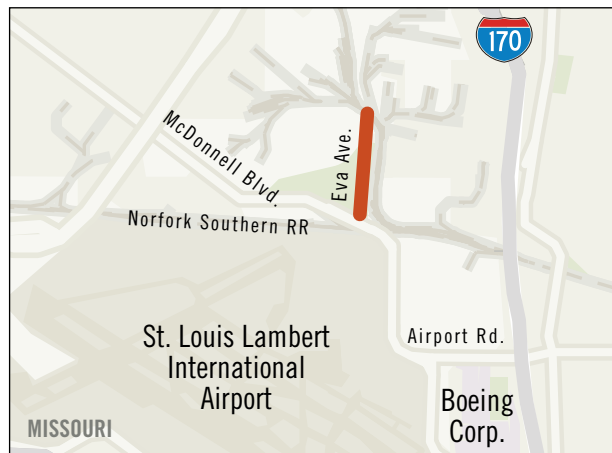 170
McDonnell Blvd.
Eva Ave.
Norfork Southern RR
St. Louis Lambert
International
Airport
Airport Rd.
Boeing
Corp.
MISSOURI